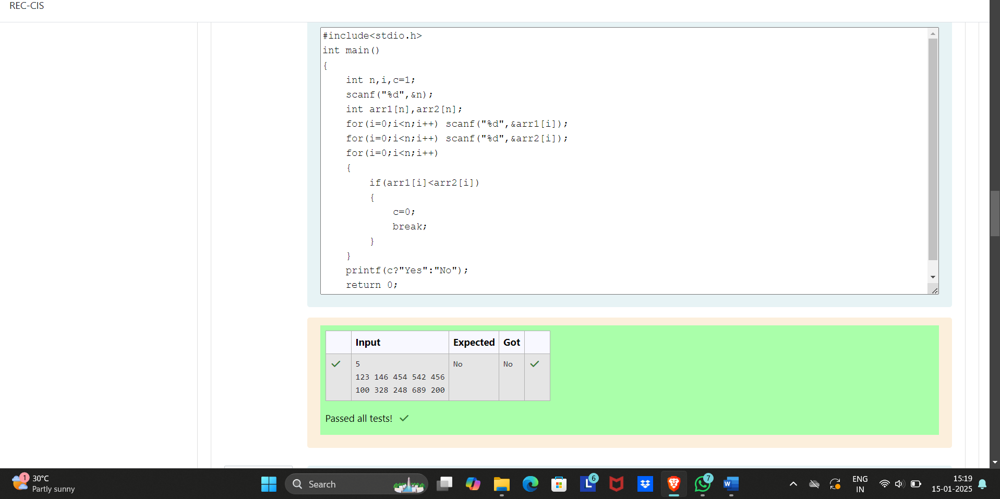 REC-CIS
#include<stdio.h>
int main()
{
    int n,i,c=1;
    scanf("%d",&n);
    int arr1[n],arr2[n];
    for(i=0;i<n;i++) scanf("%d",&arr1[i]);
    for(i=0;i<n;i++) scanf("%d",&arr2[i]);
    for(i=0;i<n;i++)
    {
        if(arr1[i]<arr2[i])
        {
            c=0;
            break;
        }
    }
    printf(c?"Yes":"No");
    return 0;
Input Expected Got
5 No No
123 146 454 542 456
100 328 248 689 200
Passed all tests!
1
30°C
Partly sunny
Search
L 6
7
W
ENG
IN
15:19
15-01-2025